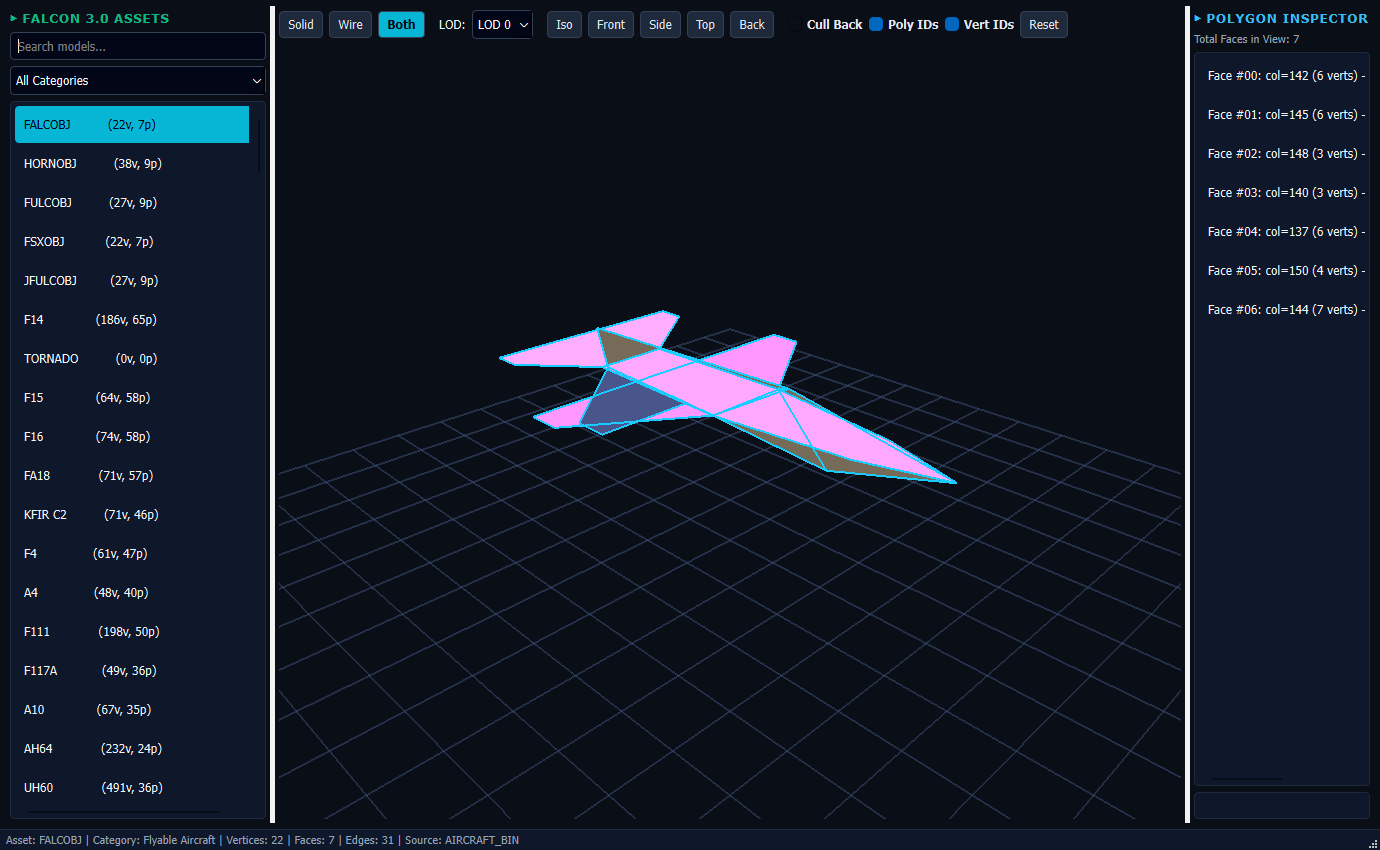 ▸ FALCON 3.0 ASSETS
Search models...
All Categories
FALCOBJ (22v, 7p)
HORNOBJ (38v, 9p)
FULCOBJ (27v, 9p)
FSXOBJ (22v, 7p)
JFULCOBJ (27v, 9p)
F14 (186v, 65p)
TORNADO (0v, 0p)
F15 (64v, 58p)
F16 (74v, 58p)
FA18 (71v, 57p)
KFIR C2 (71v, 46p)
F4 (61v, 47p)
A4 (48v, 40p)
F111 (198v, 50p)
F117A (49v, 36p)
A10 (67v, 35p)
AH64 (232v, 24p)
UH60 (491v, 36p)
Solid Wire Both LOD: LOD 0 Iso Front Side Top Back Cull Back Poly IDs Vert IDs Reset
▸ POLYGON INSPECTOR
Total Faces in View: 7
Face #00: col=142 (6 verts) -
Face #01: col=145 (6 verts) -
Face #02: col=148 (3 verts) -
Face #03: col=140 (3 verts) -
Face #04: col=137 (6 verts) -
Face #05: col=150 (4 verts) -
Face #06: col=144 (7 verts) -
Asset: FALCOBJ | Category: Flyable Aircraft | Vertices: 22 | Faces: 7 | Edges: 31 | Source: AIRCRAFT_BIN